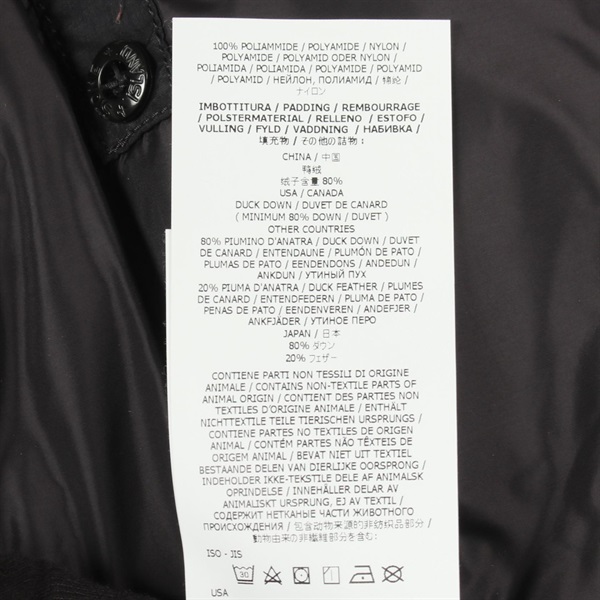 100% POLIAMMIDE / POLYAMIDE / NYLON /
POLYAMIDE / POLYAMID ODER NYLON /
POLIAMIDA / POLIAMIDA / POLYAMIDE / POLYAMID
/ POLYAMID / НЕЙЛОН, ПОЛИАМИД / 锦纶 /
ナイロン
IMBOTTITURA / PADDING / REMBOURRAGE
/ POLSTERMATERIAL / RELLENO / ESTOFO /
VULLING / FYLD / VADDNING / НАБИВКА /
填充物 / その他の詰物 :
CHINA / 中国
鸭绒
绒子含量 80%
USA / CANADA
DUCK DOWN / DUVET DE CANARD
( MINIMUM 80% DOWN / DUVET )
OTHER COUNTRIES
80% PIUMINO D'ANATRA / DUCK DOWN / DUVET
DE CANARD / ENTENDAUNE / PLUMÓN DE PATO /
PLUMAS DE PATO / EENDENDONS / ANDEDUN /
ANKDUN / УТИНЫЙ ПУХ
20% PIUMA D'ANATRA / DUCK FEATHER / PLUMES
DE CANARD / ENTENDFEDERN / PLUMA DE PATO /
PENAS DE PATO / EENDENVEREN / ANDEFJER /
ANKFJÄDER / УТИНОЕ ПЕРО
JAPAN / 日本
80% ダウン
20% フェザー
CONTIENE PARTI NON TESSILI DI ORIGINE
ANIMALE / CONTAINS NON-TEXTILE PARTS OF
ANIMAL ORIGIN / CONTIENT DES PARTIES NON
TEXTILES D'ORIGINE ANIMALE / ENTHÄLT
NICHTTEXTILE TEILE TIERISCHEN URSPRUNGS /
CONTIENE PARTES NO TEXTILES DE ORIGEN
ANIMAL / CONTÉM PARTES NÃO TÊXTEIS DE
ORIGEM ANIMAL / BEVAT NIET UIT TEXTIEL
BESTAANDE DELEN VAN DIERLIJKE OORSPRONG /
INDEHOLDER IKKE-TEKSTILE DELE AF ANIMALSK
OPRINDELSE / INNEHÅLLER DELAR AV
ANIMALISKT URSPRUNG, EJ AV TEXTIL /
СОДЕРЖИТ НЕТКАНЫЕ ЧАСТИ ЖИВОТНОГО
ПРОИСХОЖДЕНИЯ / 包含动物来源的非纺织品部分 /
動物由来の非繊維部分を含む:
ISO - JIS
30
USA